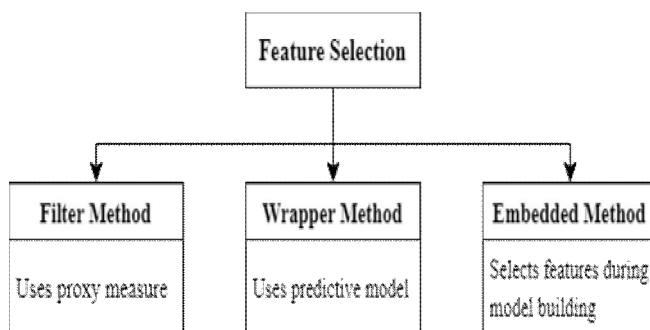 Feature Selection
Filter Method
Uses proxy measure
Wrapper Method
Uses predictive model
Embedded Method
Selects features during
model building